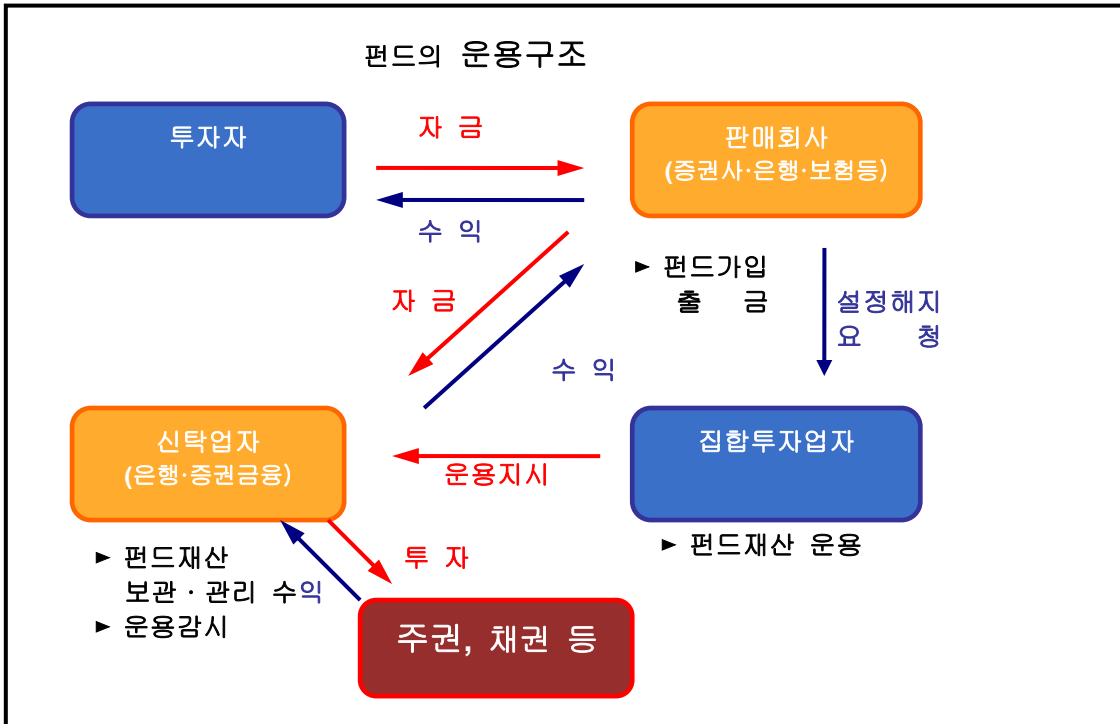 펀드의 운용구조
투자자
자 금
판매회사
(증권사·은행·보험등)
수 익
► 펀드가입
출 금
자 금
설정해지
요 청
수 익
신탁업자
(은행·증권금융)
운용지시
집합투자업자
► 펀드재산 운용
► 펀드재산
보관 · 관리 수익
► 운용감시
투 자
주권, 채권 등